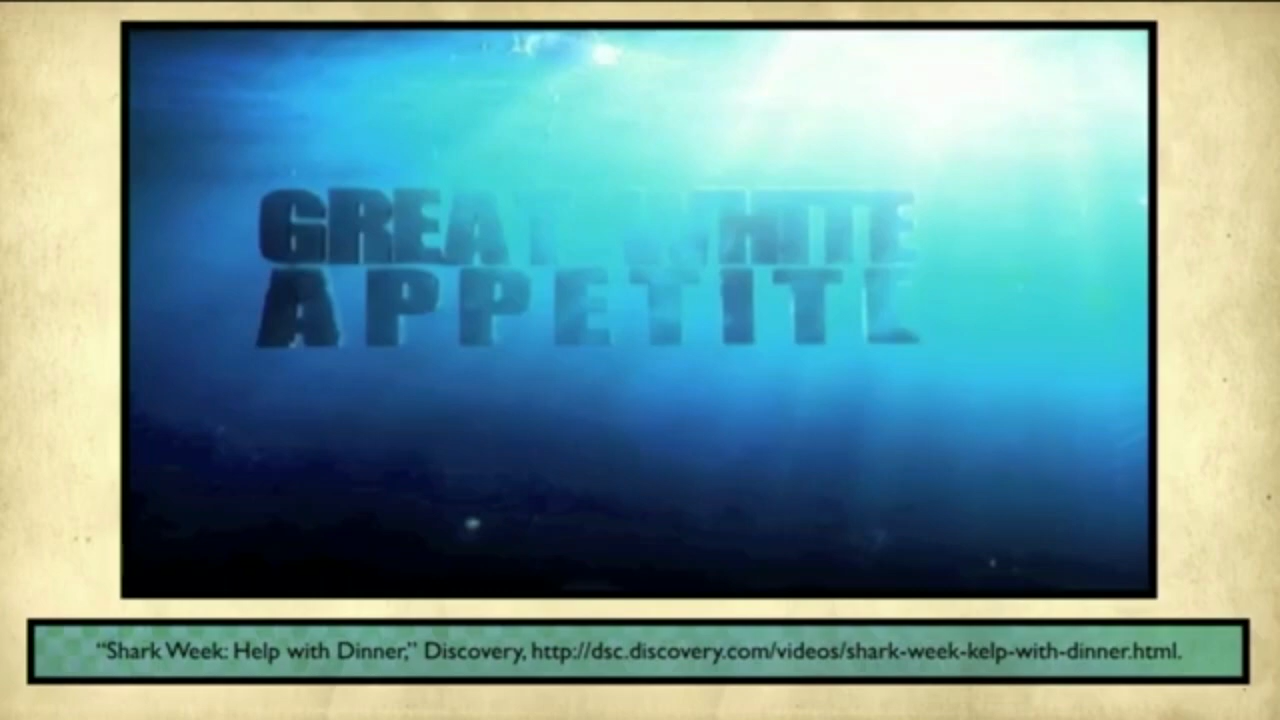 GREAT WHITE
APPETITE
“Shark Week: Help with Dinner,” Discovery, http://dsc.discovery.com/videos/shark-week-kelp-with-dinner.html.